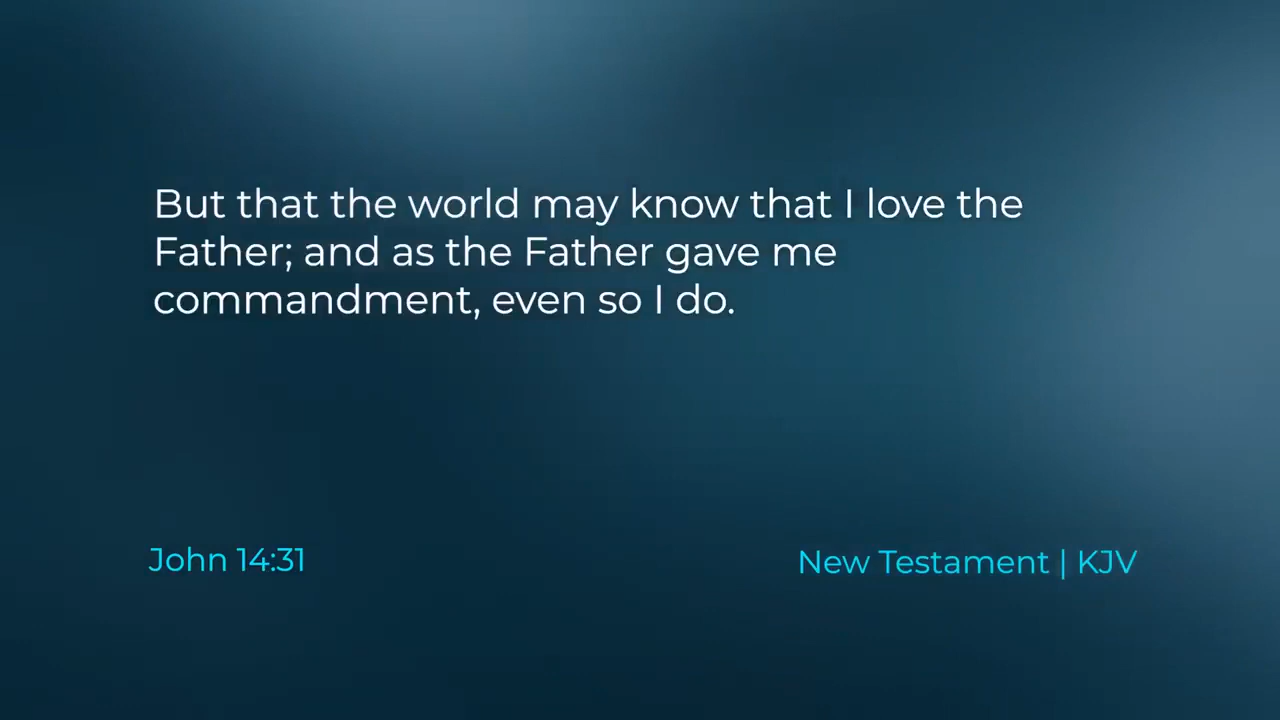 But that the world may know that I love the
Father; and as the Father gave me
commandment, even so I do.
John 14:31
New Testament | KJV